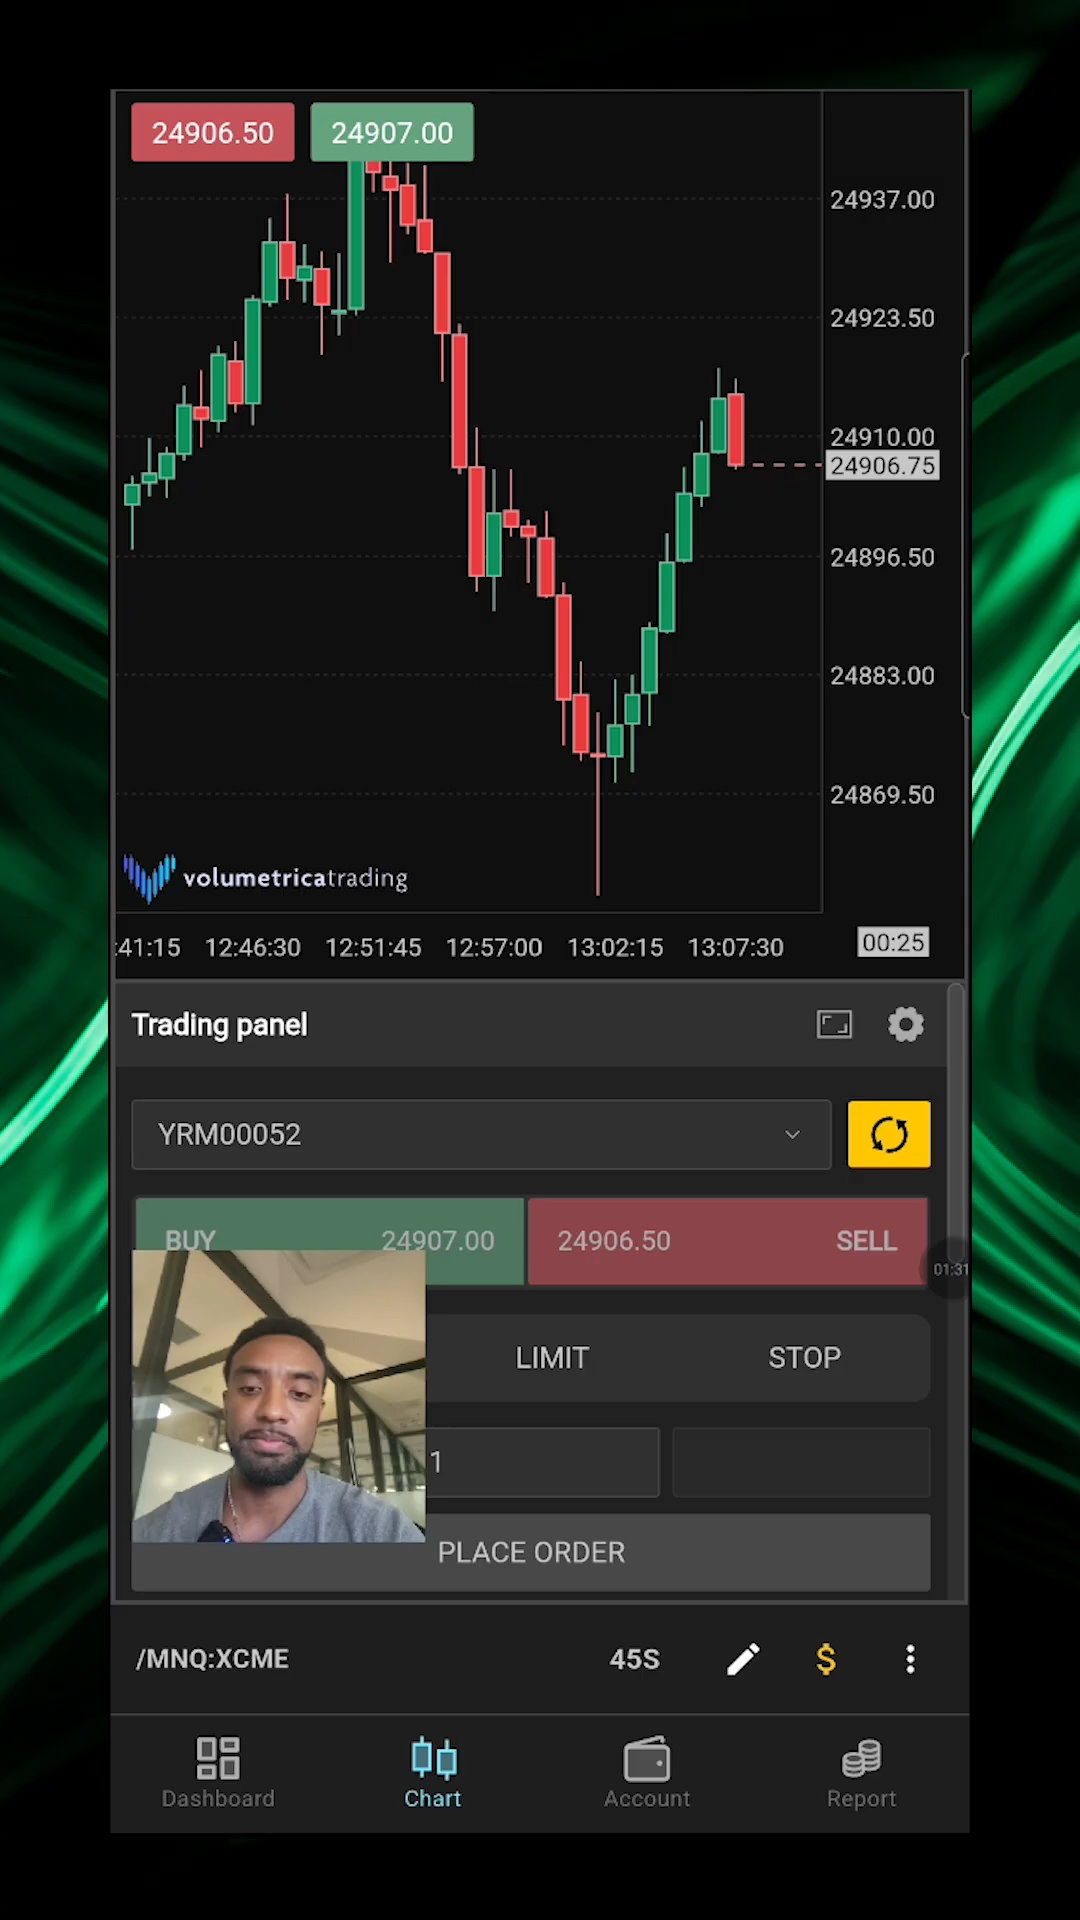 24906.50 24907.00
24937.00
24923.50
24910.00
24906.75
24896.50
24883.00
24869.50
volumetricatrading
:41:15 12:46:30 12:51:45 12:57:00 13:02:15 13:07:30 00:25
Trading panel
YRM00052
BUY 24907.00 24906.50 SELL
01:31
LIMIT STOP
1
PLACE ORDER
/MNQ:XCME 45S $
Dashboard Chart Account Report